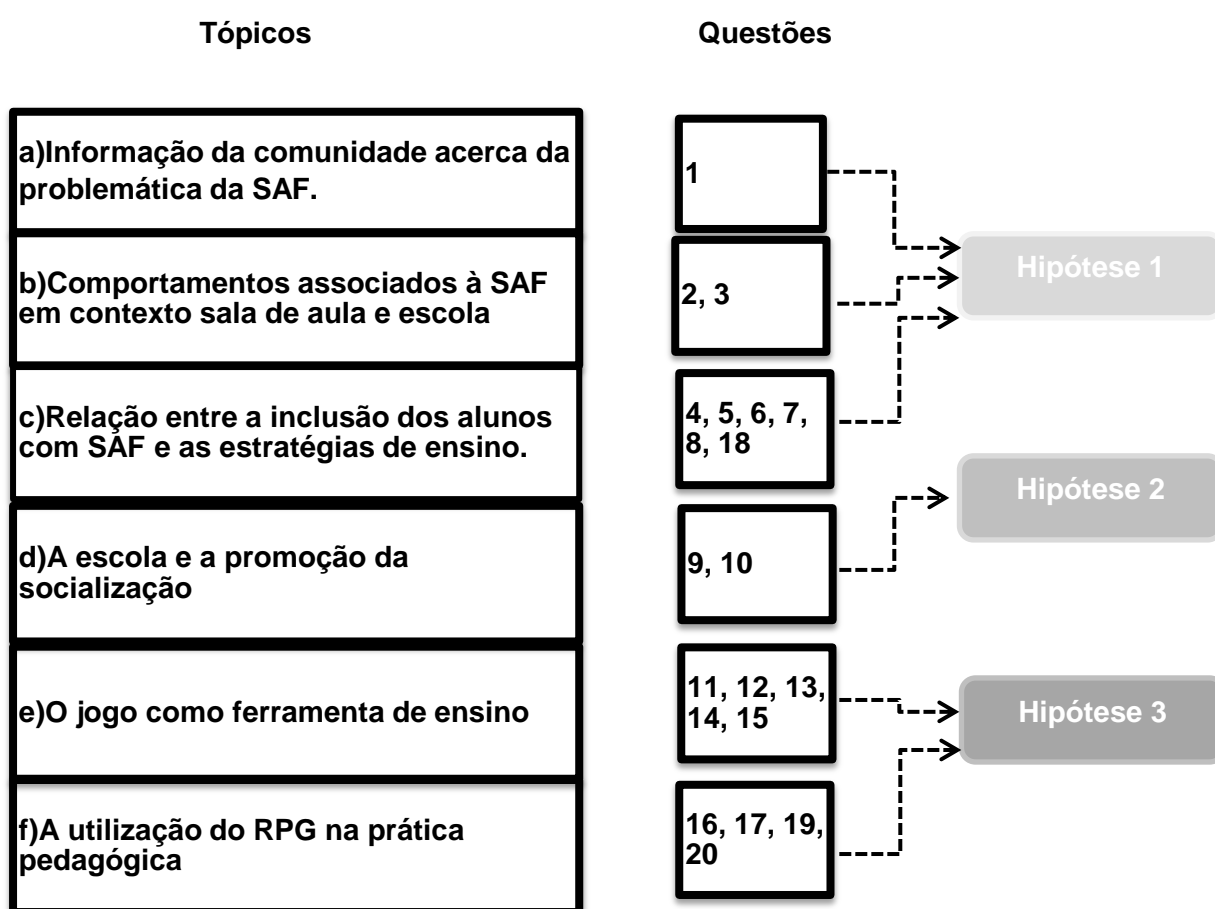 Tópicos
Questões
a)Informação da comunidade acerca da
problemática da SAF.
1
b)Comportamentos associados à SAF
em contexto sala de aula e escola
2, 3
Hipótese 1
c)Relação entre a inclusão dos alunos
com SAF e as estratégias de ensino.
4, 5, 6, 7,
8, 18
Hipótese 2
d)A escola e a promoção da
socialização
9, 10
e)O jogo como ferramenta de ensino
11, 12, 13,
14, 15
Hipótese 3
f)A utilização do RPG na prática
pedagógica
16, 17, 19,
20